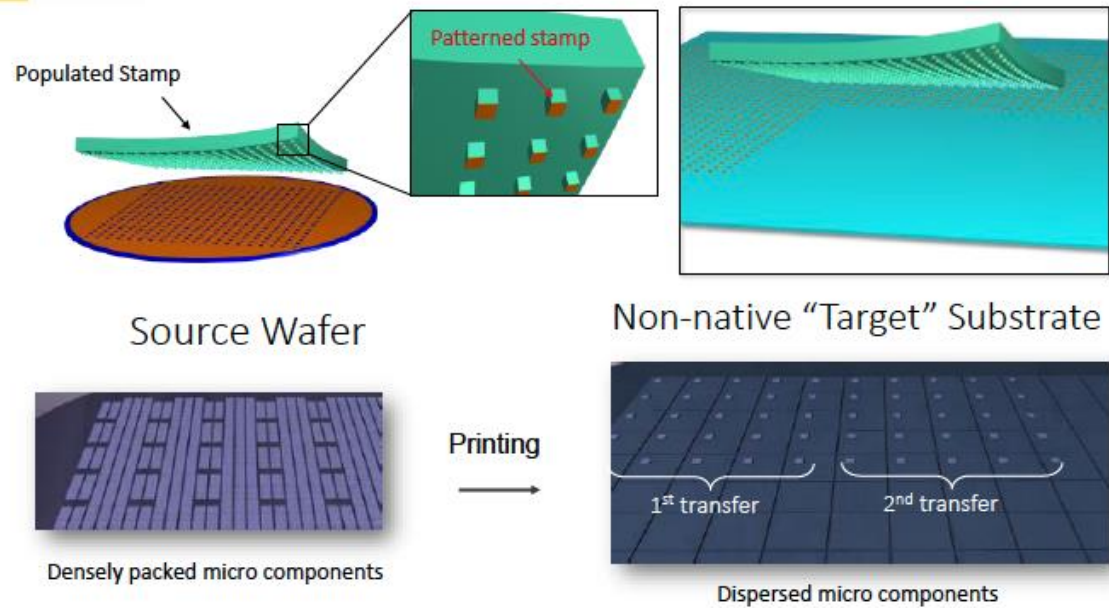 Populated Stamp
Patterned stamp
Source Wafer
Non-native “Target” Substrate
Printing
1st transfer
2nd transfer
Densely packed micro components
Dispersed micro components